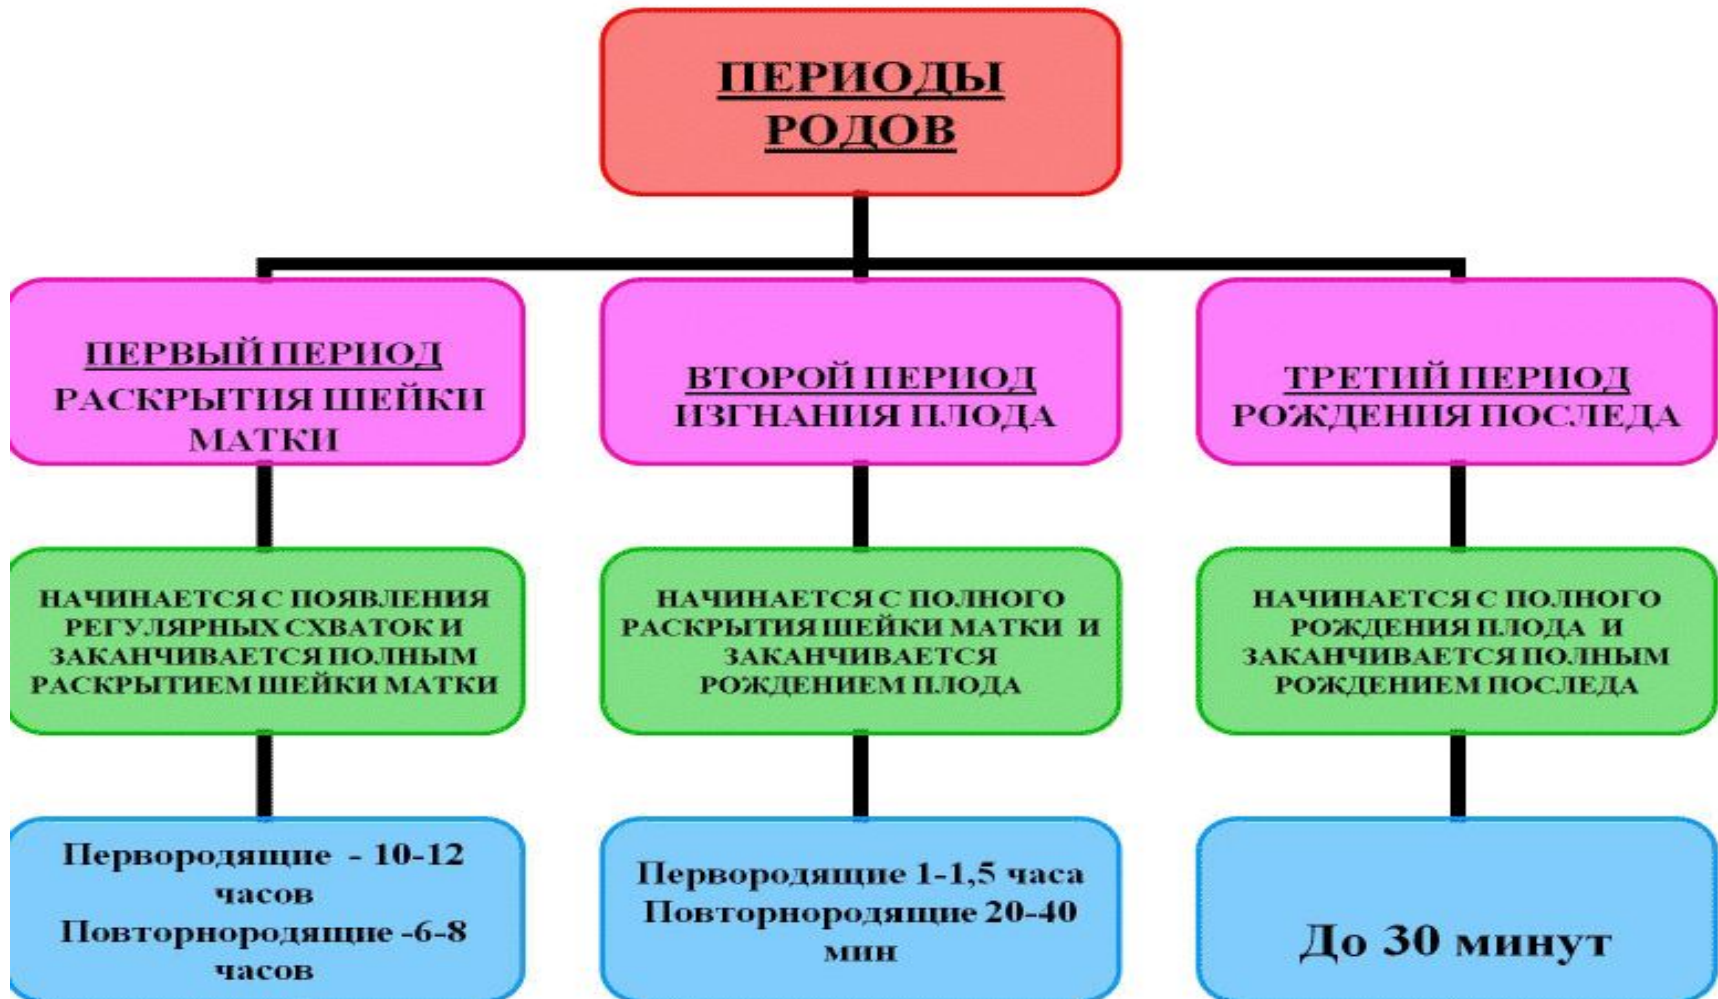 ПЕРИОДЫ
РОДОВ
ПЕРВЫЙ ПЕРИОД
РАСКРЫТИЯ ШЕЙКИ
МАТКИ
ВТОРОЙ ПЕРИОД
ИЗГНАНИЯ ПЛОДА
ТРЕТИЙ ПЕРИОД
РОЖДЕНИЯ ПОСЛЕДА
НАЧИНАЕТСЯ С ПОЯВЛЕНИЯ
РЕГУЛЯРНЫХ СХВАТОК И
ЗАКАНЧИВАЕТСЯ ПОЛНЫМ
РАСКРЫТИЕМ ШЕЙКИ МАТКИ
НАЧИНАЕТСЯ С ПОЛНОГО
РАСКРЫТИЯ ШЕЙКИ МАТКИ И
ЗАКАНЧИВАЕТСЯ
РОЖДЕНИЕМ ПЛОДА
НАЧИНАЕТСЯ С ПОЛНОГО
РОЖДЕНИЯ ПЛОДА И
ЗАКАНЧИВАЕТСЯ ПОЛНЫМ
РОЖДЕНИЕМ ПОСЛЕДА
Первородящие - 10-12
часов
Повторнородящие -6-8
часов
Первородящие 1-1,5 часа
Повторнородящие 20-40
мин
До 30 минут